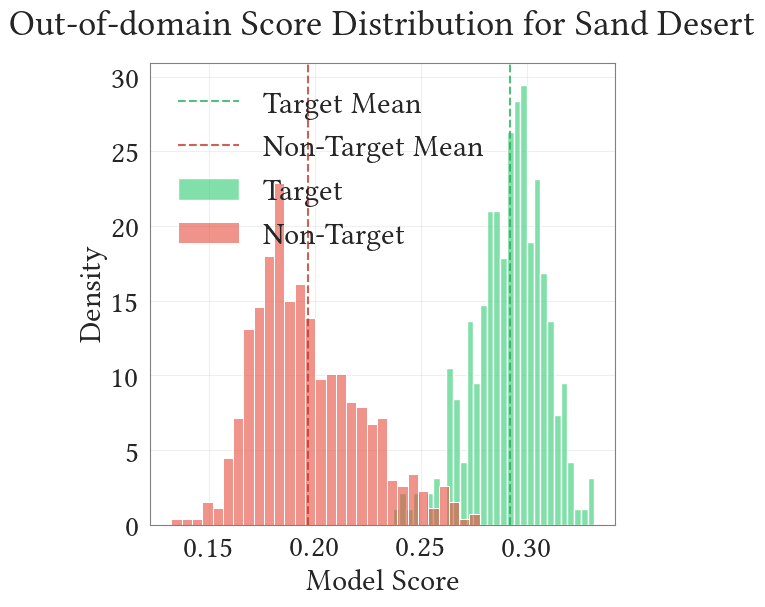 Out-of-domain Score Distribution for Sand Desert
30
25
20
15
10
5
0
Density
Target Mean
Non-Target Mean
Target
Non-Target
0.15 0.20 0.25 0.30
Model Score